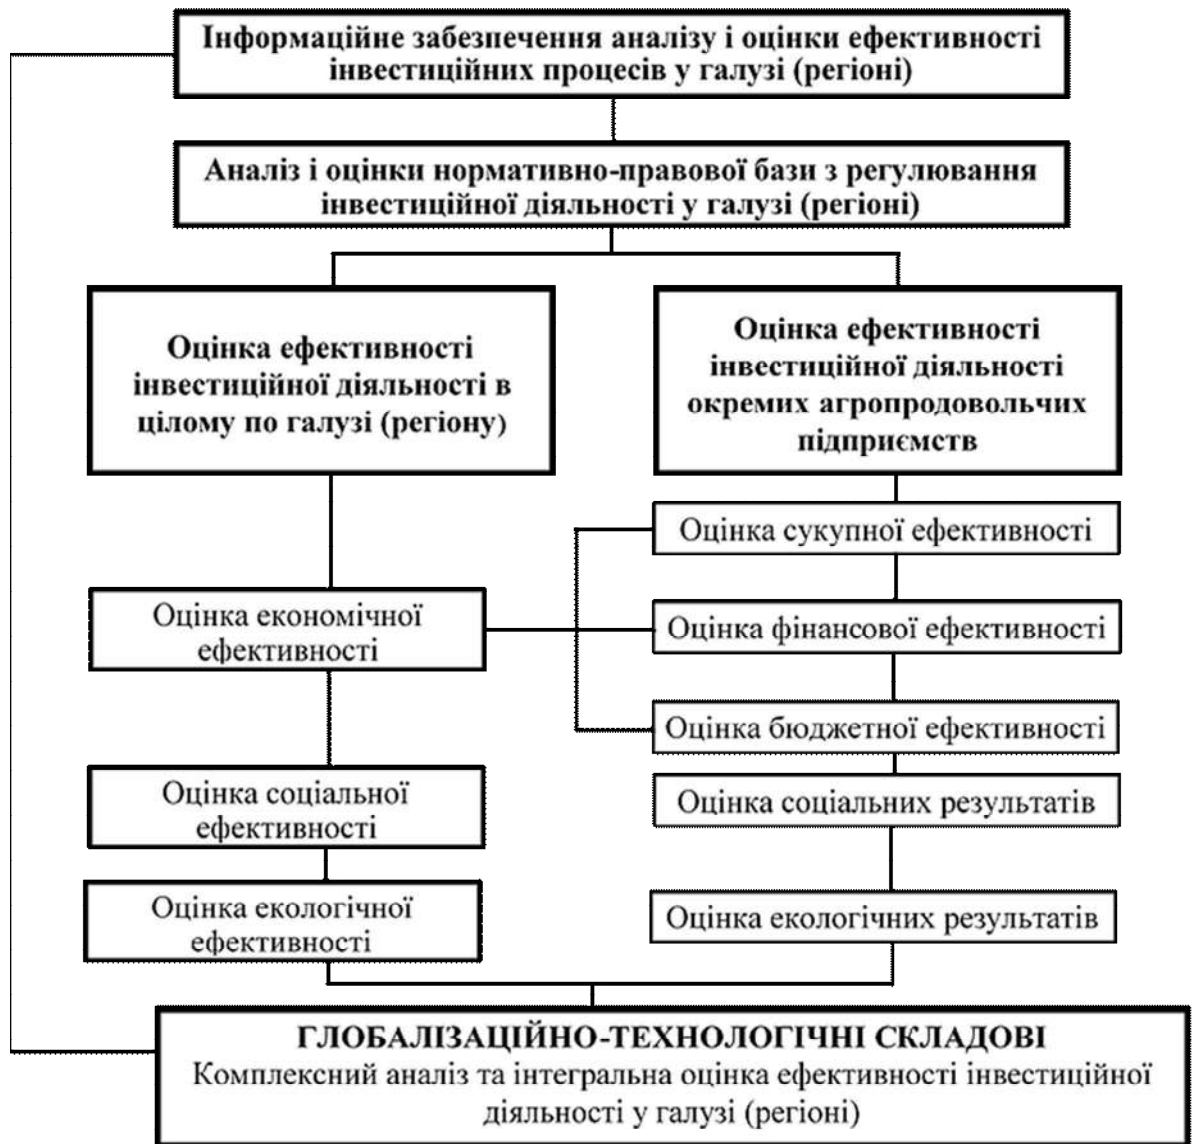 Інформаційне забезпечення аналізу і оцінки ефективності
інвестиційних процесів у галузі (регіоні)
Аналіз і оцінки нормативно-правової бази з регулювання
інвестиційної діяльності у галузі (регіоні)
Оцінка ефективності
інвестиційної діяльності в
цілому по галузі (регіону)
Оцінка ефективності
інвестиційної діяльності
окремих агропродовольчих
підприємств
Оцінка сукупної ефективності
Оцінка економічної
ефективності
Оцінка фінансової ефективності
Оцінка бюджетної ефективності
Оцінка соціальної
ефективності
Оцінка соціальних результатів
Оцінка екологічної
ефективності
Оцінка екологічних результатів
ГЛОБАЛІЗАЦІЙНО-ТЕХНОЛОГІЧНІ СКЛАДОВІ
Комплексний аналіз та інтегральна оцінка ефективності інвестиційної
діяльності у галузі (регіоні)